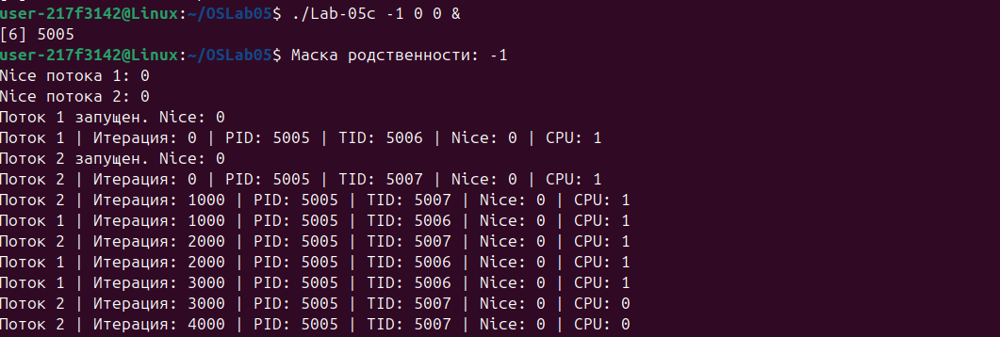 user-217f3142@Linux:~/OSLab05$ ./Lab-05c -1 0 0 &
[6] 5005
user-217f3142@Linux:~/OSLab05$ Маска родственности: -1
Nice потока 1: 0
Nice потока 2: 0
Поток 1 запущен. Nice: 0
Поток 1 | Итерация: 0 | PID: 5005 | TID: 5006 | Nice: 0 | CPU: 1
Поток 2 запущен. Nice: 0
Поток 2 | Итерация: 0 | PID: 5005 | TID: 5007 | Nice: 0 | CPU: 1
Поток 2 | Итерация: 1000 | PID: 5005 | TID: 5007 | Nice: 0 | CPU: 1
Поток 1 | Итерация: 1000 | PID: 5005 | TID: 5006 | Nice: 0 | CPU: 1
Поток 2 | Итерация: 2000 | PID: 5005 | TID: 5007 | Nice: 0 | CPU: 1
Поток 1 | Итерация: 2000 | PID: 5005 | TID: 5006 | Nice: 0 | CPU: 1
Поток 1 | Итерация: 3000 | PID: 5005 | TID: 5006 | Nice: 0 | CPU: 1
Поток 2 | Итерация: 3000 | PID: 5005 | TID: 5007 | Nice: 0 | CPU: 0
Поток 2 | Итерация: 4000 | PID: 5005 | TID: 5007 | Nice: 0 | CPU: 0